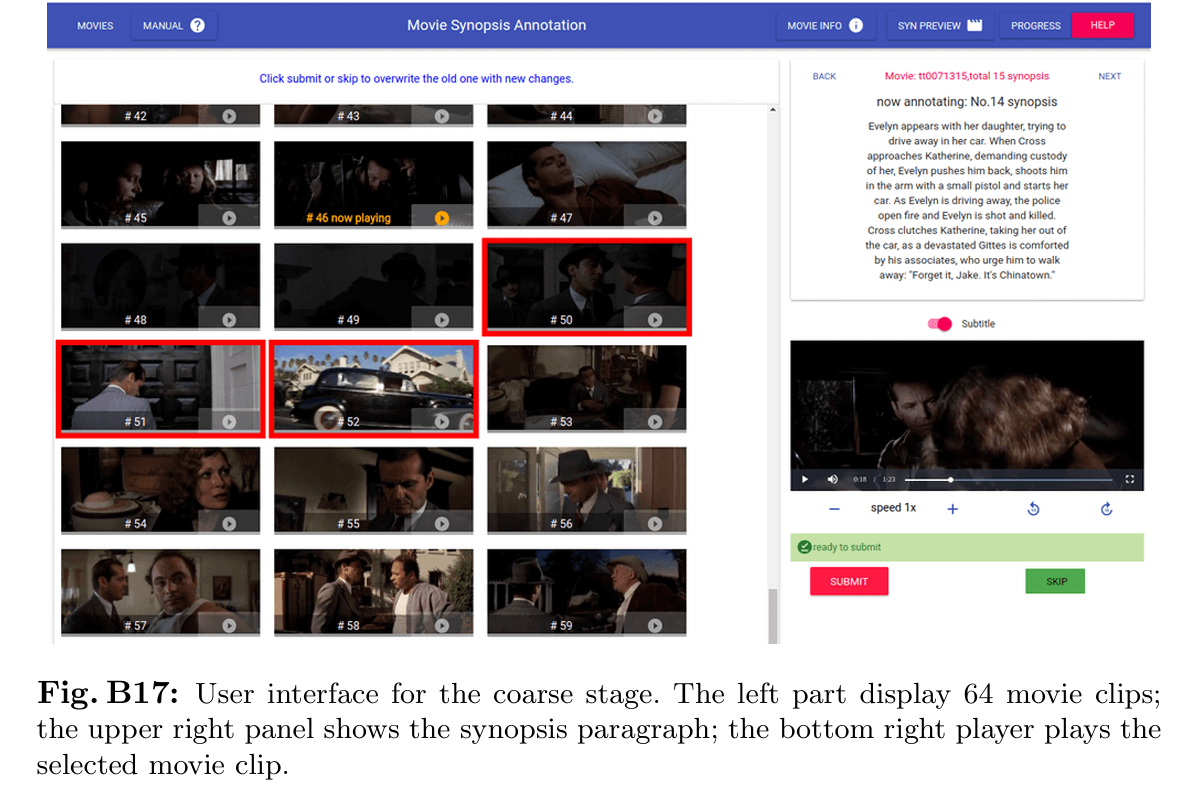 MOVIES MANUAL ? Movie Synopsis Annotation MOVIE INFO i SYN PREVIEW PROGRESS HELP
Click submit or skip to overwrite the old one with new changes.
# 42 # 43 # 44
# 45 # 46 now playing # 47
# 48 # 49 # 50
# 51 # 52 # 53
# 54 # 55 # 56
# 57 # 58 # 59
BACK Movie: tt0071315,total 15 synopsis NEXT
now annotating: No.14 synopsis
Evelyn appears with her daughter, trying to
drive away in her car. When Cross
approaches Katherine, demanding custody
of her, Evelyn pushes him back, shoots him
in the arm with a small pistol and starts her
car. As Evelyn is driving away, the police
open fire and Evelyn is shot and killed.
Cross clutches Katherine, taking her out of
the car, as a devastated Gittes is comforted
by his associates, who urge him to walk
away: "Forget it, Jake. It's Chinatown."
Subtitle
0:18 / 1:23
− speed 1x +
ready to submit
SUBMIT SKIP
Fig. B17: User interface for the coarse stage. The left part display 64 movie clips;
the upper right panel shows the synopsis paragraph; the bottom right player plays the
selected movie clip.